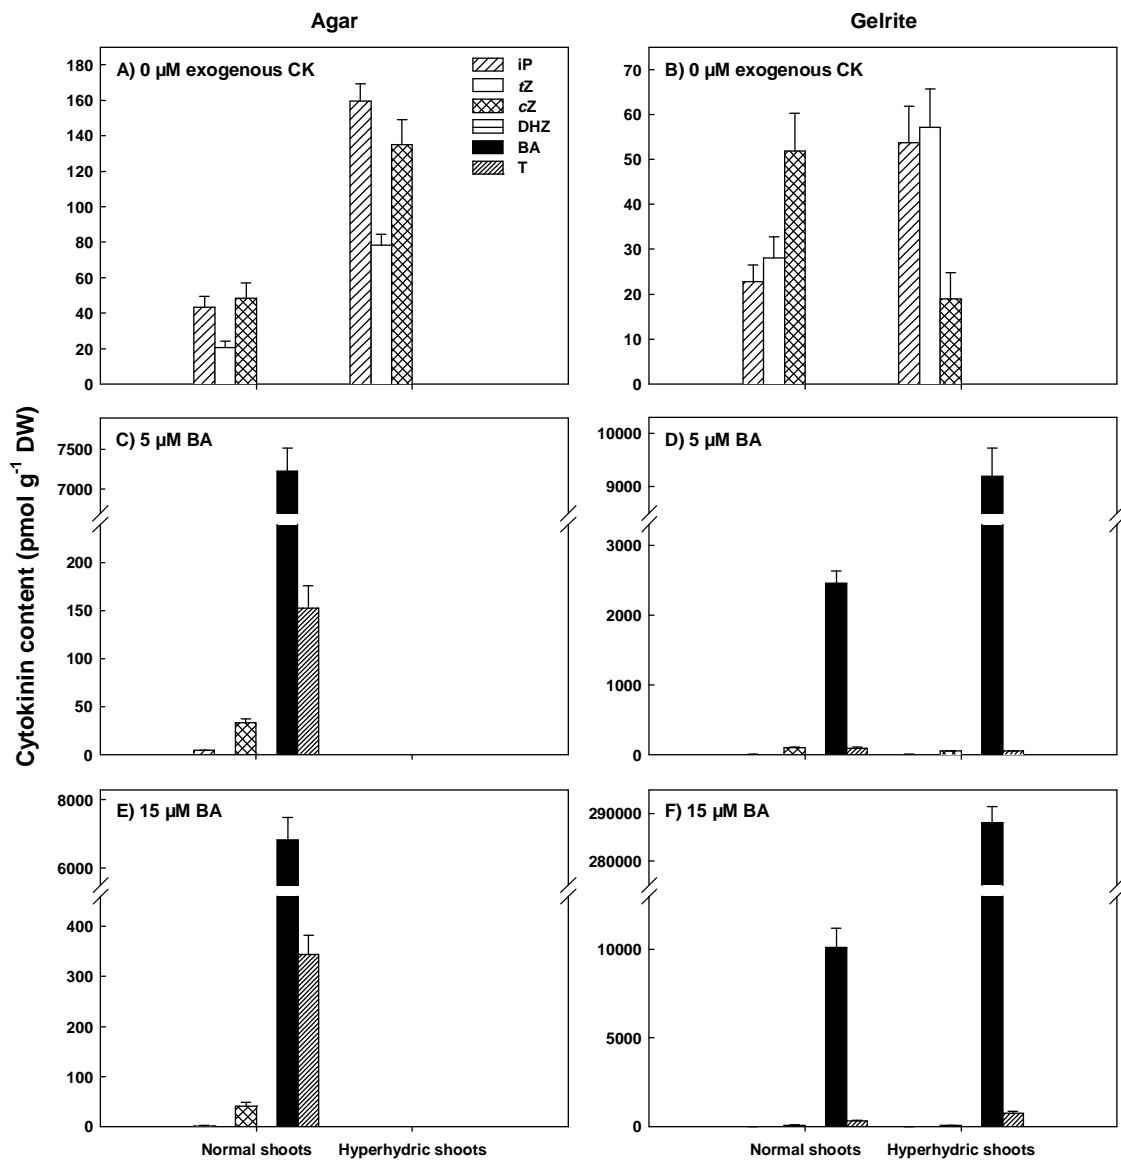 Agar
Gelrite
Cytokinin content (pmol g⁻¹ DW)
A) 0 µM exogenous CK
iP
tZ
cZ
DHZ
BA
T
180
160
140
120
100
80
60
40
20
0
B) 0 µM exogenous CK
70
60
50
40
30
20
10
0
C) 5 µM BA
7500
7000
200
150
100
50
0
D) 5 µM BA
10000
9000
3000
2000
1000
0
E) 15 µM BA
8000
6000
400
300
200
100
0
F) 15 µM BA
290000
280000
10000
5000
0
Normal shoots Hyperhydric shoots
Normal shoots Hyperhydric shoots